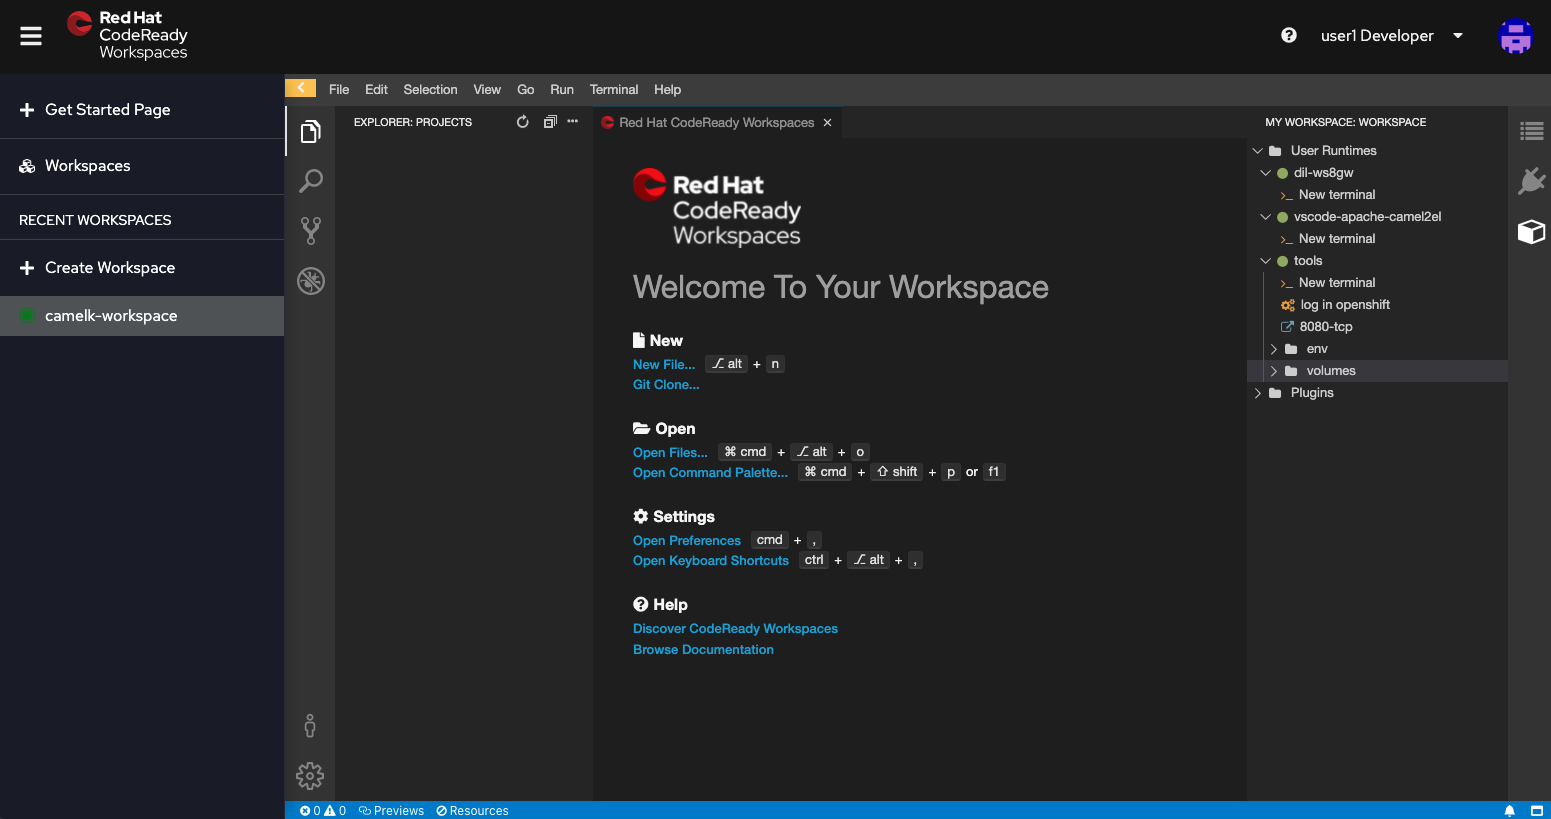 Red Hat
CodeReady
Workspaces
user1 Developer
Get Started Page
Workspaces
RECENT WORKSPACES
Create Workspace
camelk-workspace
File Edit Selection View Go Run Terminal Help
EXPLORER: PROJECTS
Red Hat CodeReady Workspaces
Red Hat
CodeReady
Workspaces
Welcome To Your Workspace
New
New File... ⌥ alt + n
Git Clone...
Open
Open Files... ⌘ cmd + ⌥ alt + o
Open Command Palette... ⌘ cmd + ⇧ shift + p or f1
Settings
Open Preferences cmd + ,
Open Keyboard Shortcuts ctrl + ⌥ alt + ,
Help
Discover CodeReady Workspaces
Browse Documentation
MY WORKSPACE: WORKSPACE
User Runtimes
dil-ws8gw
New terminal
vscode-apache-camel2el
New terminal
tools
New terminal
log in openshift
8080-tcp
env
volumes
Plugins
0 0 Previews Resources